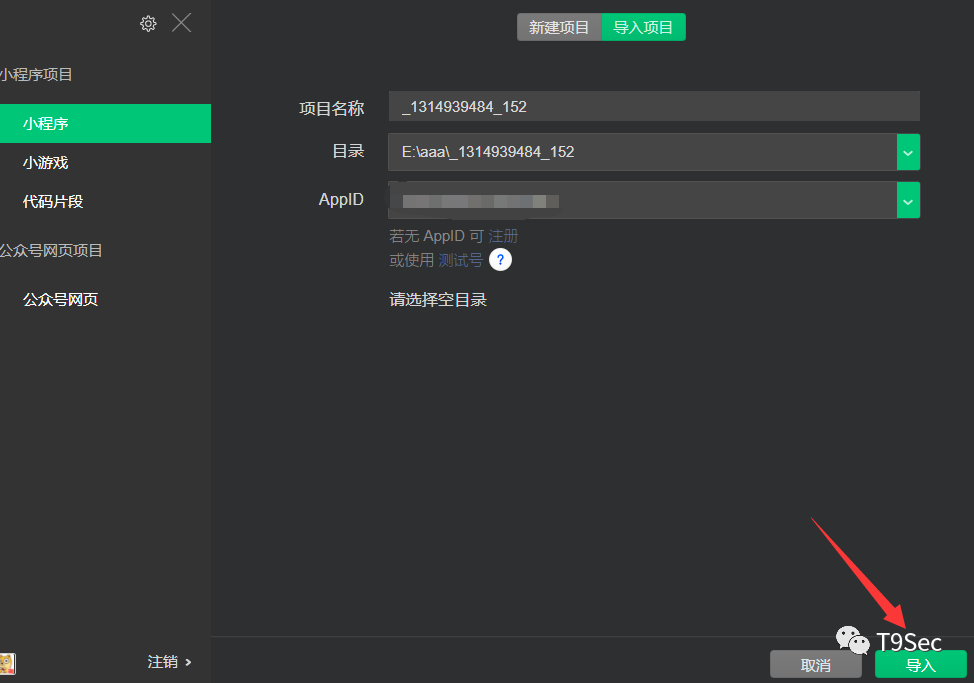 新建项目 导入项目
小程序项目
小程序
小游戏
代码片段
公众号网页项目
公众号网页
项目名称 _1314939484_152
目录 E:\aaa\_1314939484_152
AppID
若无 AppID 可 注册
或使用 测试号 ?
请选择空目录
注销 >
T9Sec
取消 导入